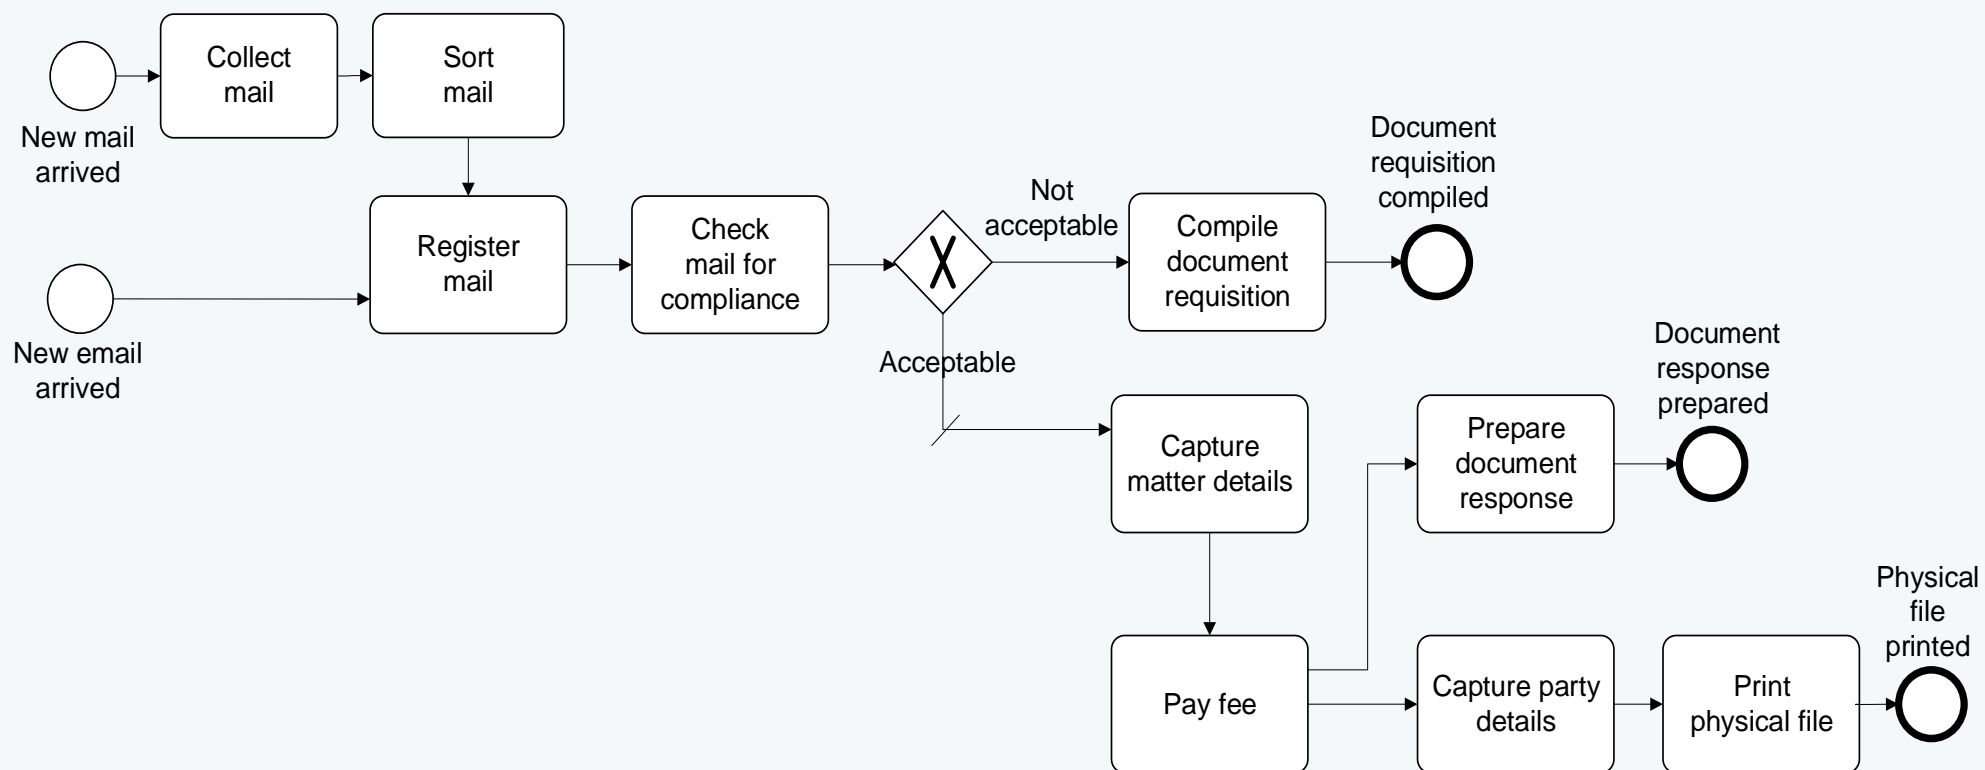 New mail
arrived
Collect
mail
Sort
mail
New email
arrived
Register
mail
Check
mail for
compliance
X
Not
acceptable
Acceptable
Compile
document
requisition
Document
requisition
compiled
Capture
matter details
Prepare
document
response
Document
response
prepared
Pay fee
Capture party
details
Print
physical file
Physical
file
printed